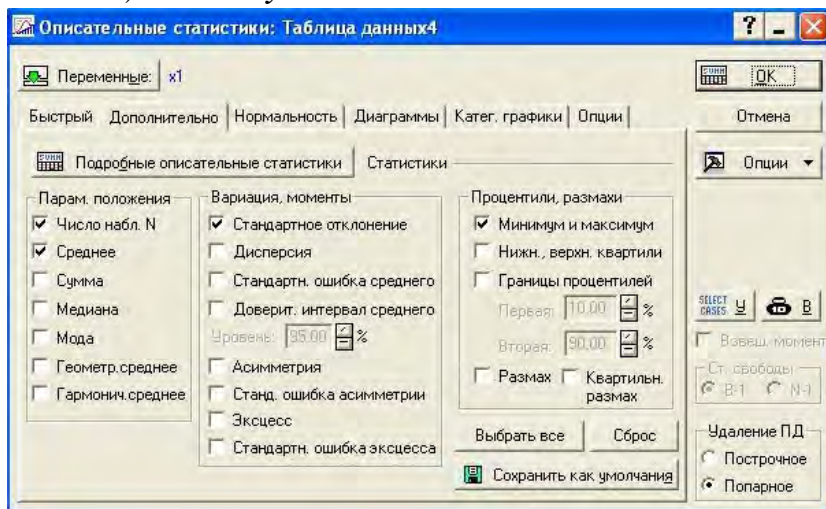 Описательные статистики: Таблица данных4
Переменные: x1
OK
Быстрый Дополнительно Нормальность Диаграммы Катег. графики Опции
Отмена
Подробные описательные статистики Статистики
Опции
Парам. положения
Число набл. N
Среднее
Сумма
Медиана
Мода
Геометр.среднее
Гармонич.среднее
Вариация, моменты
Стандартное отклонение
Дисперсия
Стандартн. ошибка среднего
Доверит. интервал среднего
Уровень: 95.00 %
Асимметрия
Станд. ошибка асимметрии
Эксцесс
Стандартн. ошибка эксцесса
Процентили, размахи
Минимум и максимум
Нижн., верхн. квартили
Границы процентилей
Первая: 10.00 %
Вторая: 90.00 %
Размах Квартильн. размах
Выбрать все Сброс
Сохранить как умолчания
SELECT CASES У В
Взвеш. момент
Ст. свободы
В-1 N-1
Удаление ПД
Построчное
Попарное